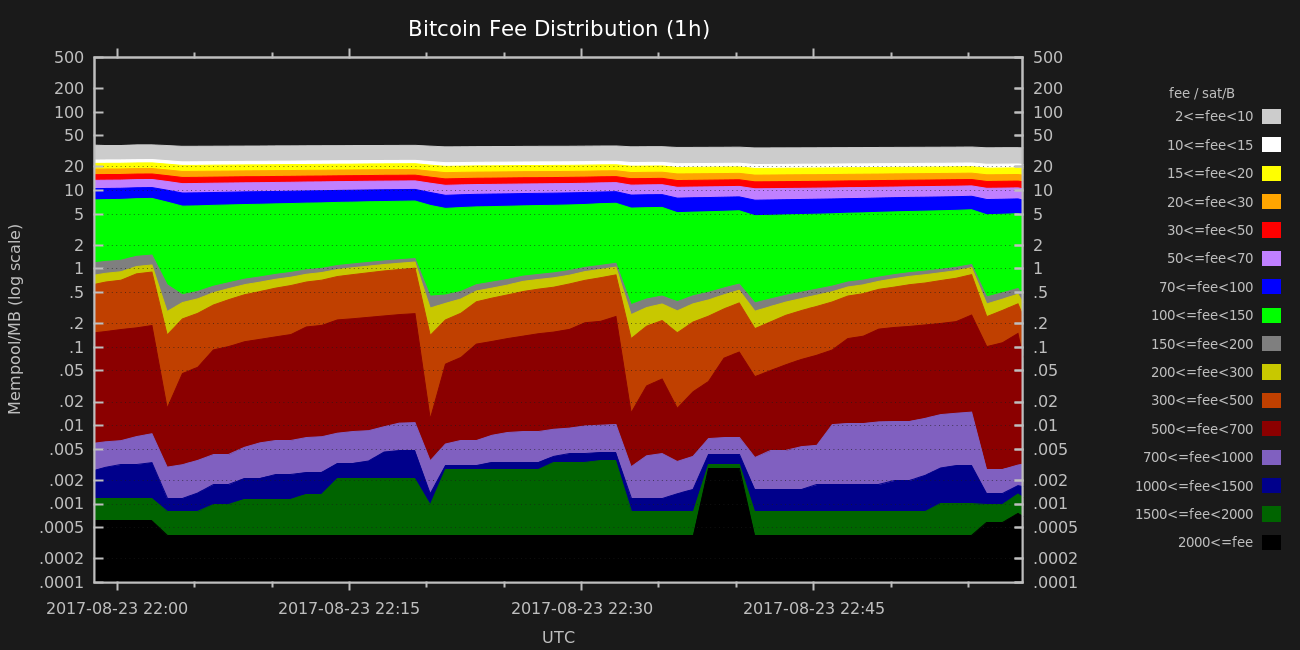 Bitcoin Fee Distribution (1h)
500 500
200 200
100 100
50 50
20 20
10 10
5 5
2 2
1 1
.5 .5
.2 .2
.1 .1
.05 .05
.02 .02
.01 .01
.005 .005
.002 .002
.001 .001
.0005 .0005
.0002 .0002
.0001 .0001
Mempool/MB (log scale)
2017-08-23 22:00 2017-08-23 22:15 2017-08-23 22:30 2017-08-23 22:45
UTC
fee / sat/B
2<=fee<10
10<=fee<15
15<=fee<20
20<=fee<30
30<=fee<50
50<=fee<70
70<=fee<100
100<=fee<150
150<=fee<200
200<=fee<300
300<=fee<500
500<=fee<700
700<=fee<1000
1000<=fee<1500
1500<=fee<2000
2000<=fee